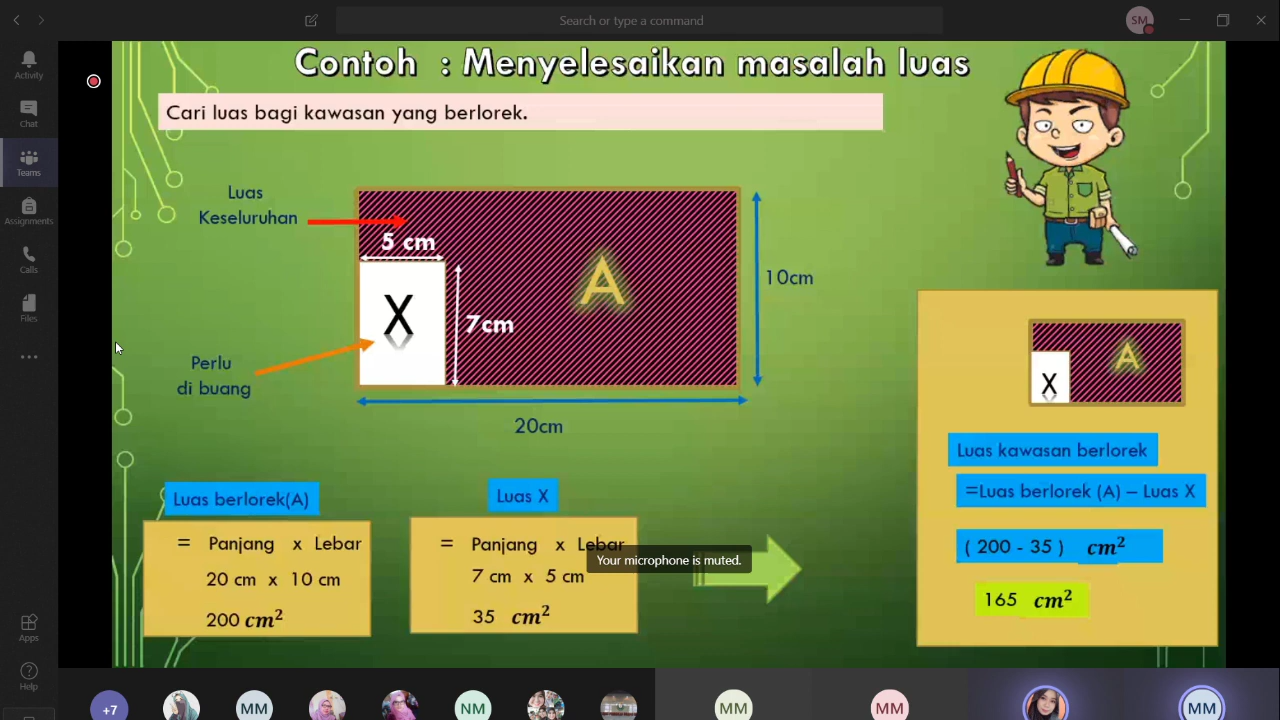 Search or type a command
SM
Activity
Chat
Teams
Assignments
Calls
Files
Apps
Help
Contoh : Menyelesaikan masalah luas
Cari luas bagi kawasan yang berlorek.
Luas
Keseluruhan
5 cm
A
10cm
X
7cm
Perlu
di buang
20cm
Luas berlorek(A)
= Panjang x Lebar
20 cm x 10 cm
200 cm²
Luas X
= Panjang x Lebar
7 cm x 5 cm
35 cm²
Your microphone is muted.
A
X
Luas kawasan berlorek
=Luas berlorek (A) – Luas X
( 200 - 35 ) cm²
165 cm²
+7
MM
NM
MM
MM
MM